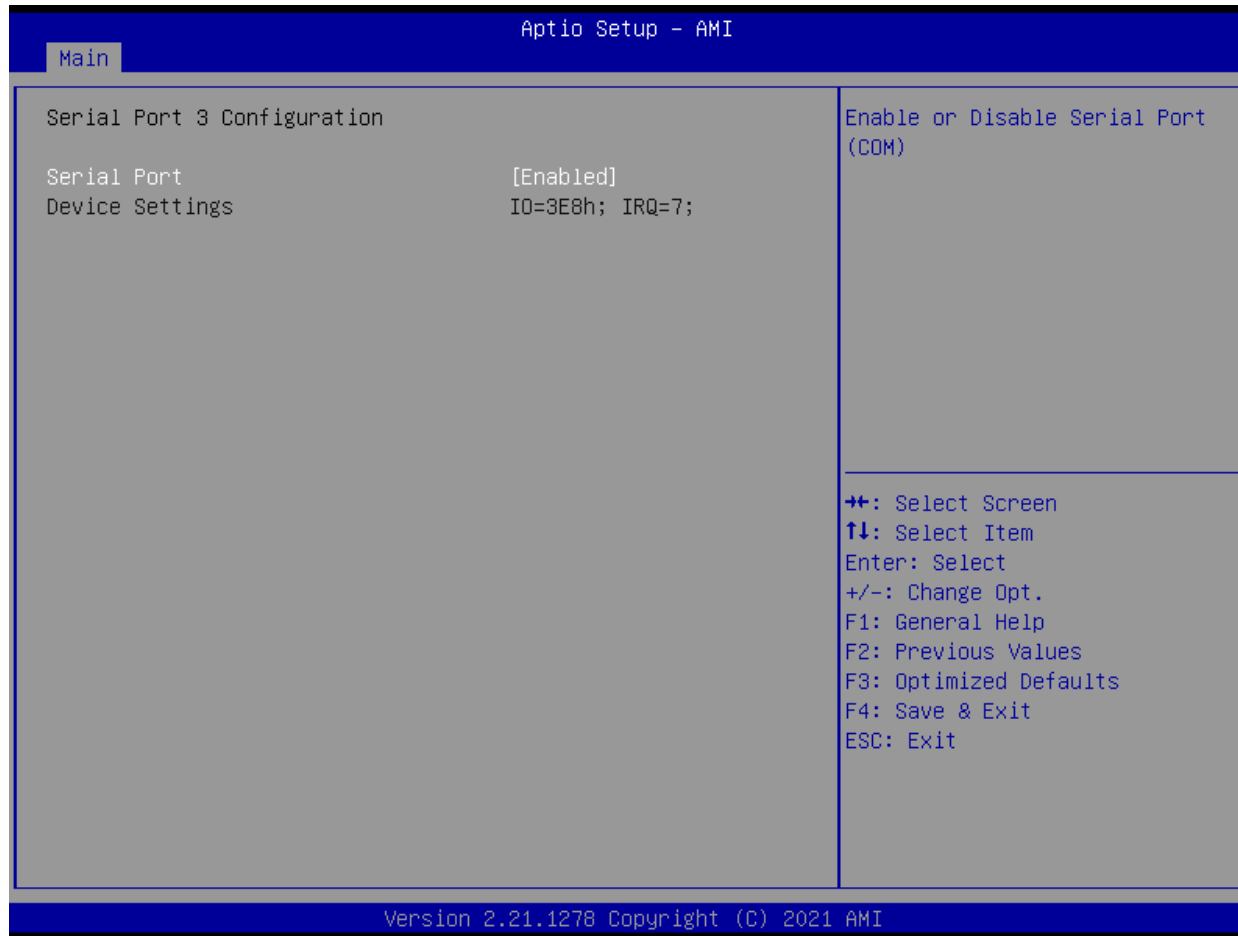 Aptio Setup – AMI
Main
Serial Port 3 Configuration
Serial Port [Enabled]
Device Settings IO=3E8h; IRQ=7;
Enable or Disable Serial Port
(COM)
→←: Select Screen
↑↓: Select Item
Enter: Select
+/-: Change Opt.
F1: General Help
F2: Previous Values
F3: Optimized Defaults
F4: Save & Exit
ESC: Exit
Version 2.21.1278 Copyright (C) 2021 AMI